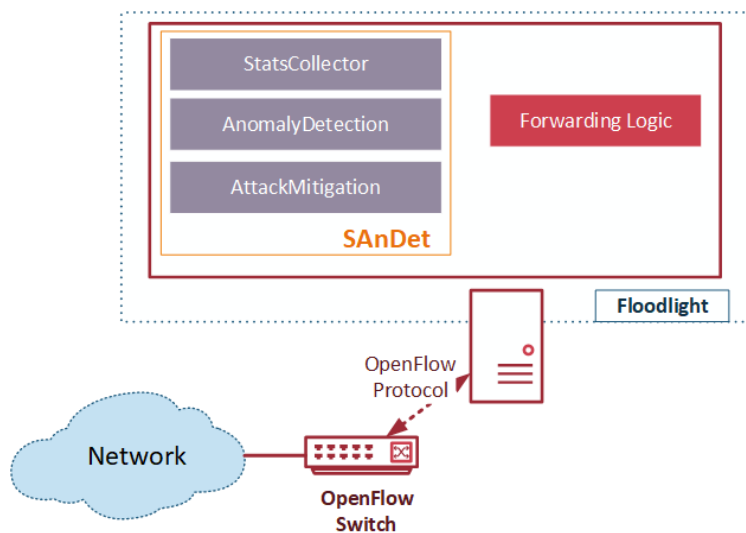 StatsCollector
AnomalyDetection
AttackMitigation
SAnDet
Forwarding Logic
Floodlight
OpenFlow
Protocol
Network
OpenFlow
Switch